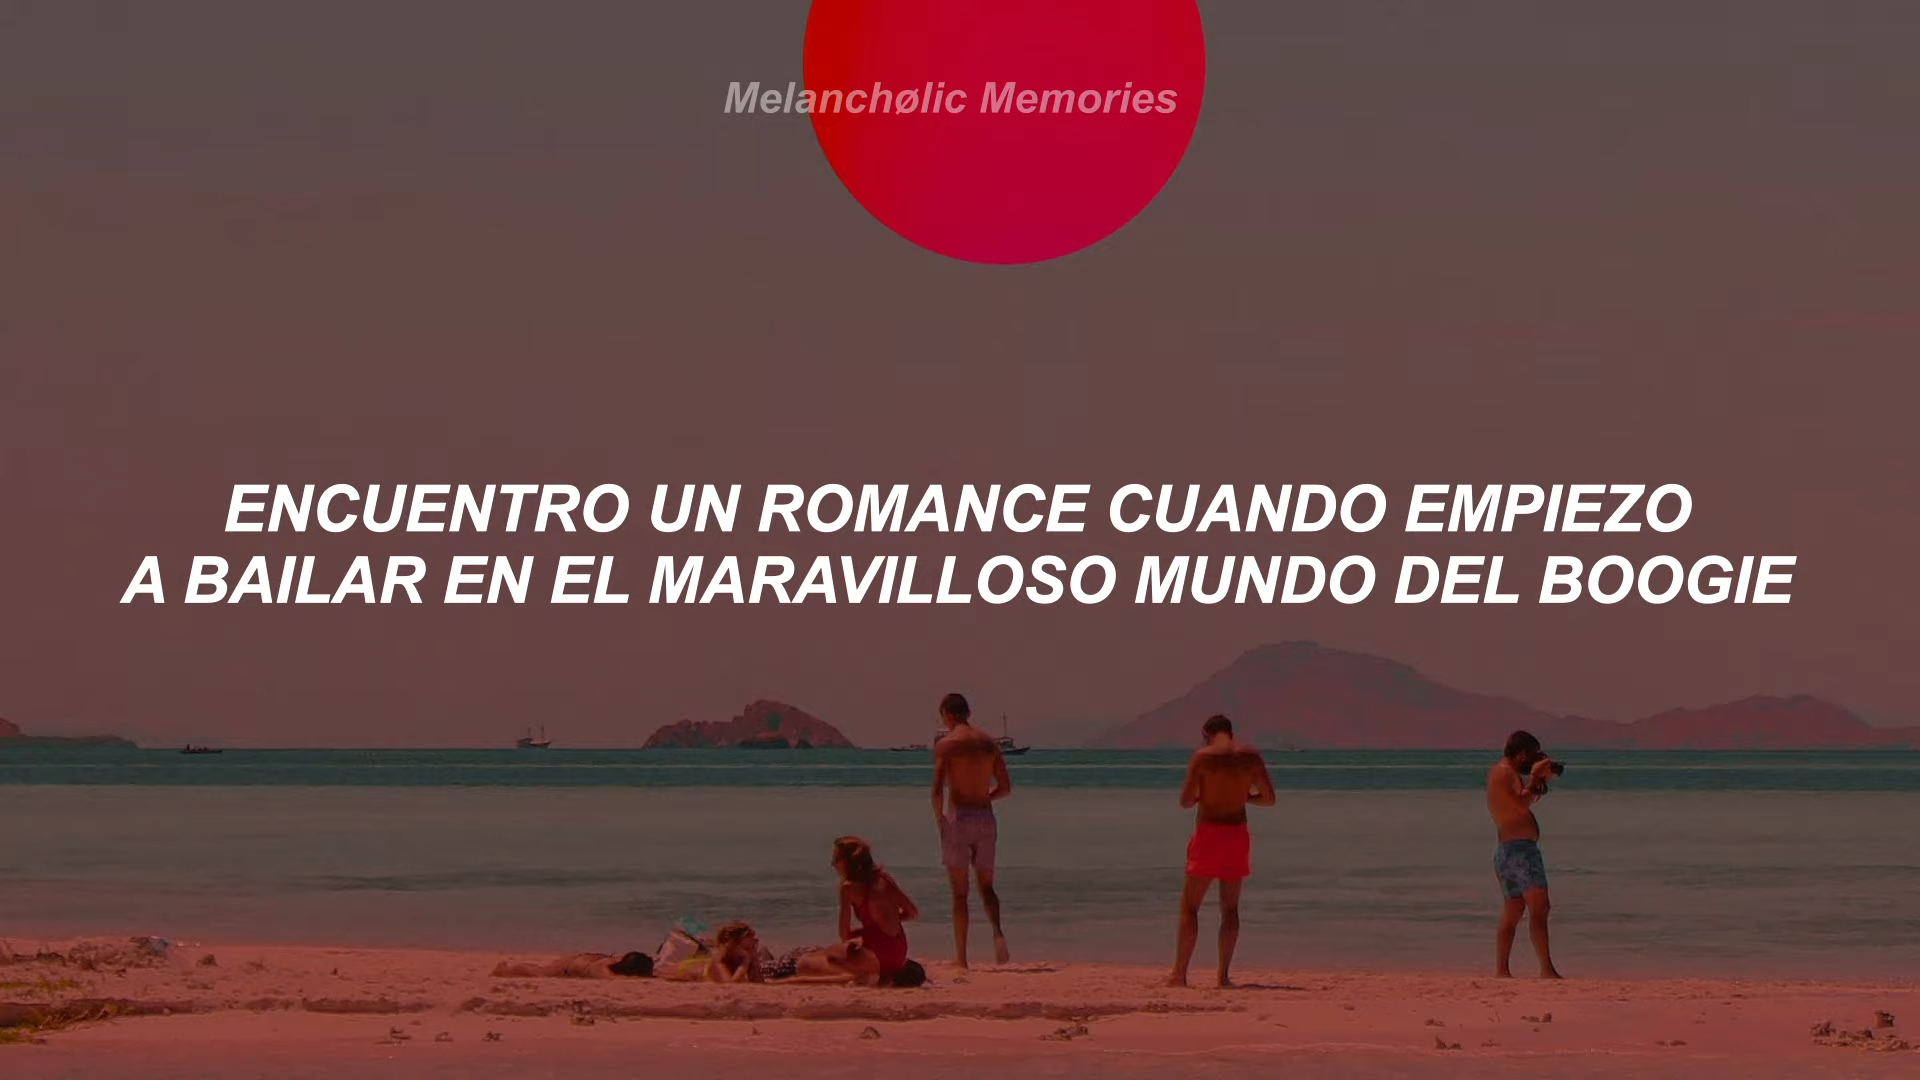 Melanchølic Memories
ENCUENTRO UN ROMANCE CUANDO EMPIEZO
A BAILAR EN EL MARAVILLOSO MUNDO DEL BOOGIE